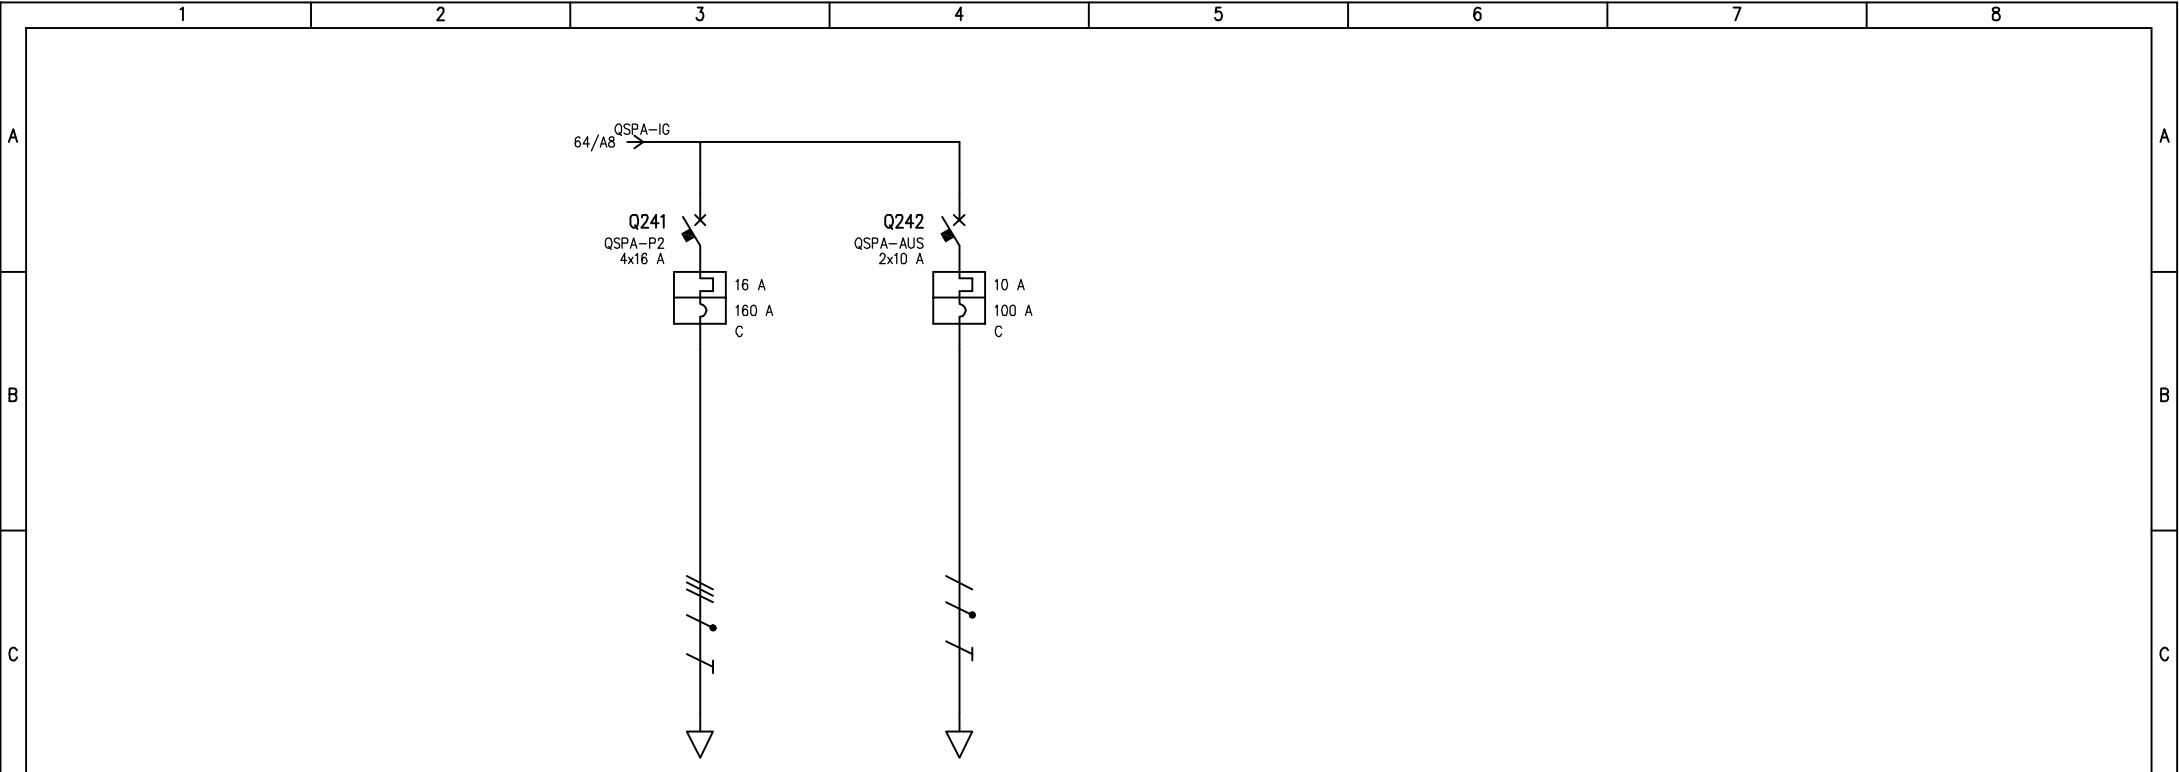 1 2 3 4 5 6 7 8
A A
QSPA-IG
64/A8
Q241
QSPA-P2
4x16 A
16 A
160 A
C
Q242
QSPA-AUS
2x10 A
10 A
100 A
C
B B
C C